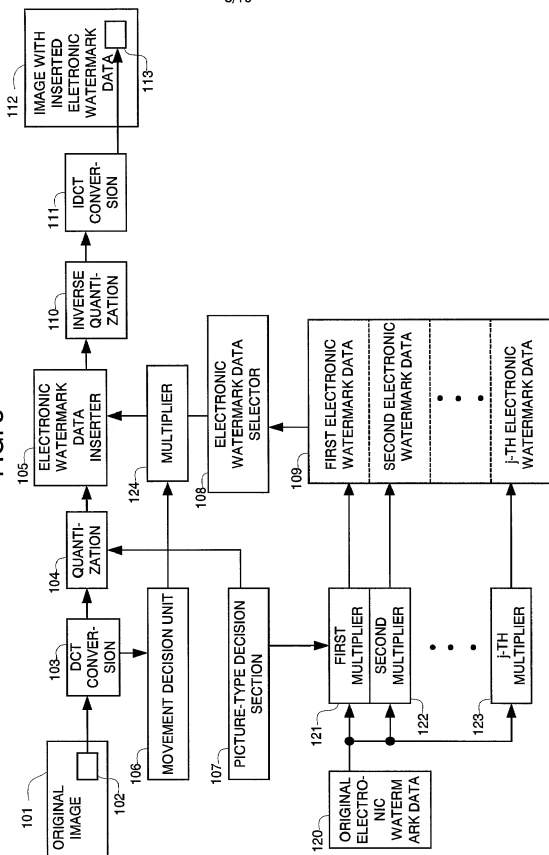 101
ORIGINAL
IMAGE
102
103
DCT
CONVER-
SION
104
QUANTI-
ZATION
105
ELECTRONIC
WATERMARK
DATA
INSERTER
110
INVERSE
QUANTI-
ZATION
111
IDCT
CONVER-
SION
112
IMAGE WITH
INSERTED
ELETRONIC
WATERMARK
DATA
113
106
MOVEMENT DECISION UNIT
124
MULTIPLIER
107
PICTURE-TYPE DECISION
SECTION
108
ELECTRONIC
WATERMARK DATA
SELECTOR
120
ORIGINAL
ELECTRO-
NIC
WATERM
ARK DATA
121
FIRST
MULTIPLIER
SECOND
MULTIPLIER
122
123
j-TH
MULTIPLIER
109
FIRST ELECTRONIC
WATERMARK DATA
SECOND ELECTRONIC
WATERMARK DATA
j-TH ELECTRONIC
WATERMARK DATA